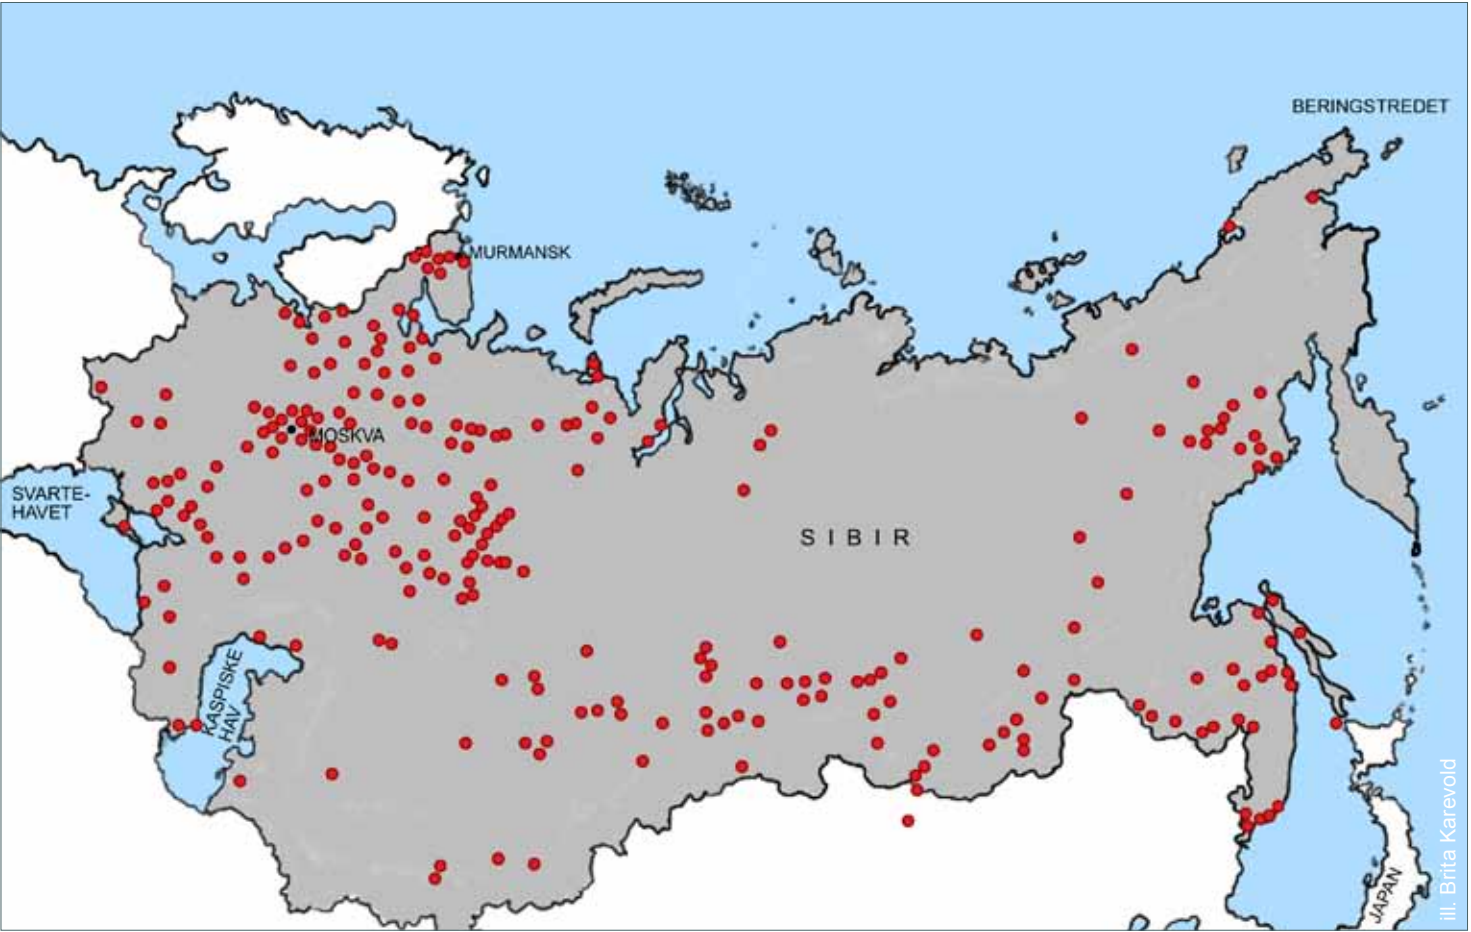 BERINGSTREDET
MURMANSK
MOSKVA
SVARTE-
HAVET
SIBIR
KASPISKE
HAV
JAPAN
ill. Brita Karevold